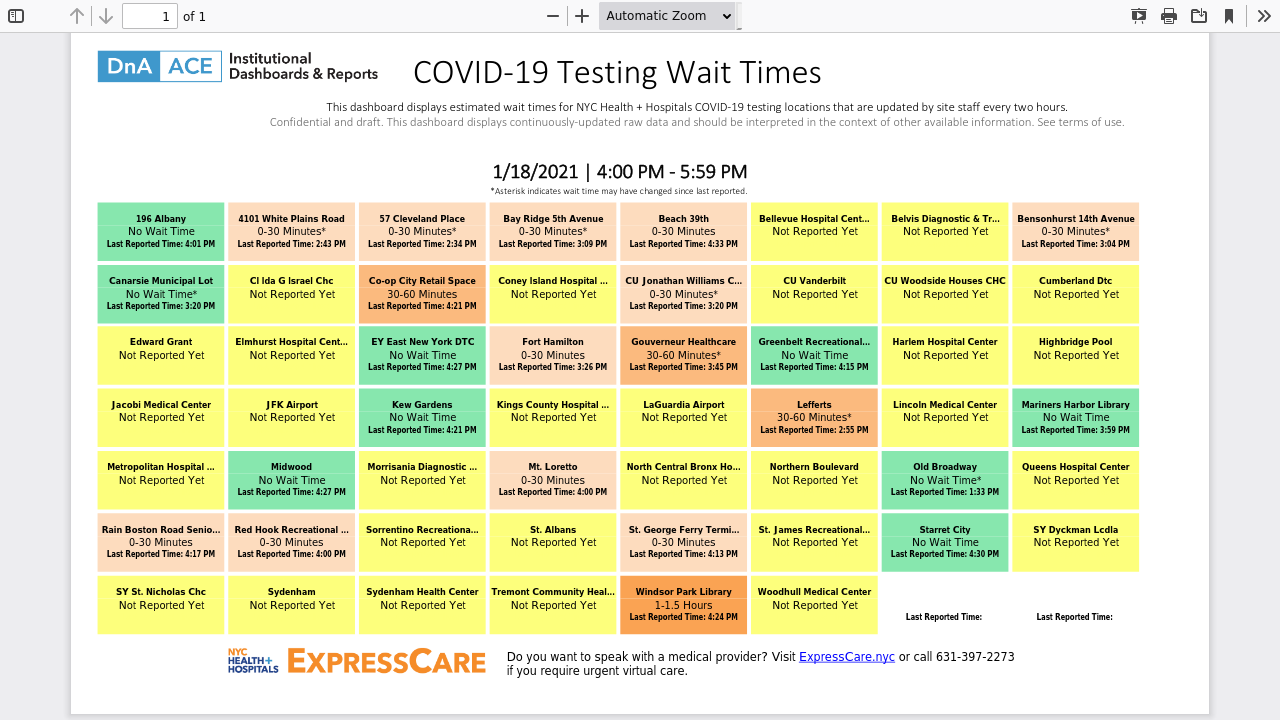 1 of 1
Automatic Zoom
DnA ACE Institutional
Dashboards & Reports
COVID-19 Testing Wait Times
This dashboard displays estimated wait times for NYC Health + Hospitals COVID-19 testing locations that are updated by site staff every two hours.
Confidential and draft. This dashboard displays continuously-updated raw data and should be interpreted in the context of other available information. See terms of use.
1/18/2021 | 4:00 PM - 5:59 PM
*Asterisk indicates wait time may have changed since last reported.
196 Albany
No Wait Time
Last Reported Time: 4:01 PM
4101 White Plains Road
0-30 Minutes*
Last Reported Time: 2:43 PM
57 Cleveland Place
0-30 Minutes*
Last Reported Time: 2:34 PM
Bay Ridge 5th Avenue
0-30 Minutes*
Last Reported Time: 3:09 PM
Beach 39th
0-30 Minutes
Last Reported Time: 4:33 PM
Bellevue Hospital Cent...
Not Reported Yet
Belvis Diagnostic & Tr...
Not Reported Yet
Bensonhurst 14th Avenue
0-30 Minutes*
Last Reported Time: 3:04 PM
Canarsie Municipal Lot
No Wait Time*
Last Reported Time: 3:20 PM
CI Ida G Israel Chc
Not Reported Yet
Co-op City Retail Space
30-60 Minutes
Last Reported Time: 4:21 PM
Coney Island Hospital ...
Not Reported Yet
CU Jonathan Williams C...
0-30 Minutes*
Last Reported Time: 3:20 PM
CU Vanderbilt
Not Reported Yet
CU Woodside Houses CHC
Not Reported Yet
Cumberland Dtc
Not Reported Yet
Edward Grant
Not Reported Yet
Elmhurst Hospital Cent...
Not Reported Yet
EY East New York DTC
No Wait Time
Last Reported Time: 4:27 PM
Fort Hamilton
0-30 Minutes
Last Reported Time: 3:26 PM
Gouverneur Healthcare
30-60 Minutes*
Last Reported Time: 3:45 PM
Greenbelt Recreational...
No Wait Time
Last Reported Time: 4:15 PM
Harlem Hospital Center
Not Reported Yet
Highbridge Pool
Not Reported Yet
Jacobi Medical Center
Not Reported Yet
JFK Airport
Not Reported Yet
Kew Gardens
No Wait Time
Last Reported Time: 4:21 PM
Kings County Hospital ...
Not Reported Yet
LaGuardia Airport
Not Reported Yet
Lefferts
30-60 Minutes*
Last Reported Time: 2:55 PM
Lincoln Medical Center
Not Reported Yet
Mariners Harbor Library
No Wait Time
Last Reported Time: 3:59 PM
Metropolitan Hospital ...
Not Reported Yet
Midwood
No Wait Time
Last Reported Time: 4:27 PM
Morrisania Diagnostic ...
Not Reported Yet
Mt. Loretto
0-30 Minutes
Last Reported Time: 4:00 PM
North Central Bronx Ho...
Not Reported Yet
Northern Boulevard
Not Reported Yet
Old Broadway
No Wait Time*
Last Reported Time: 1:33 PM
Queens Hospital Center
Not Reported Yet
Rain Boston Road Senio...
0-30 Minutes
Last Reported Time: 4:17 PM
Red Hook Recreational ...
0-30 Minutes
Last Reported Time: 4:00 PM
Sorrentino Recreationa...
Not Reported Yet
St. Albans
Not Reported Yet
St. George Ferry Termi...
0-30 Minutes
Last Reported Time: 4:13 PM
St. James Recreational...
Not Reported Yet
Starret City
No Wait Time
Last Reported Time: 4:30 PM
SY Dyckman Lcdla
Not Reported Yet
SY St. Nicholas Chc
Not Reported Yet
Sydenham
Not Reported Yet
Sydenham Health Center
Not Reported Yet
Tremont Community Heal...
Not Reported Yet
Windsor Park Library
1-1.5 Hours
Last Reported Time: 4:24 PM
Woodhull Medical Center
Not Reported Yet
Last Reported Time:
Last Reported Time:
NYC
HEALTH+
HOSPITALS
EXPRESSCARE
Do you want to speak with a medical provider? Visit ExpressCare.nyc or call 631-397-2273
if you require urgent virtual care.